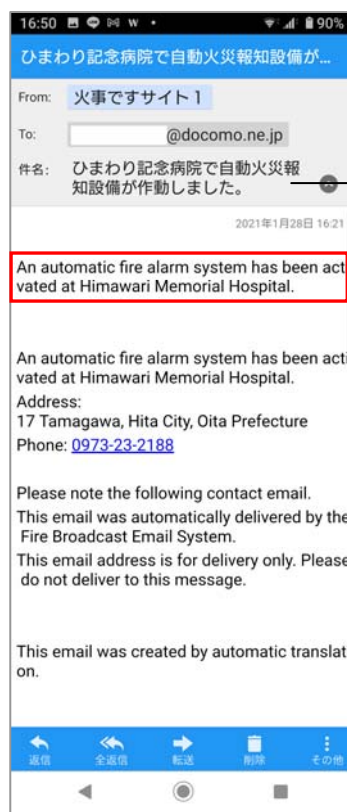 16:50 W • 90%
ひまわり記念病院で自動火災報知設備が...
From: 火事ですサイト1
To: @docomo.ne.jp
件名: ひまわり記念病院で自動火災報
知設備が作動しました。
2021年1月28日 16:21
An automatic fire alarm system has been acti
vated at Himawari Memorial Hospital.
An automatic fire alarm system has been acti
vated at Himawari Memorial Hospital.
Address:
17 Tamagawa, Hita City, Oita Prefecture
Phone: 0973-23-2188
Please note the following contact email.
This email was automatically delivered by the
Fire Broadcast Email System.
This email address is for delivery only. Please
do not deliver to this message.
This email was created by automatic translati
on.
返信 全返信 転送 削除 その他